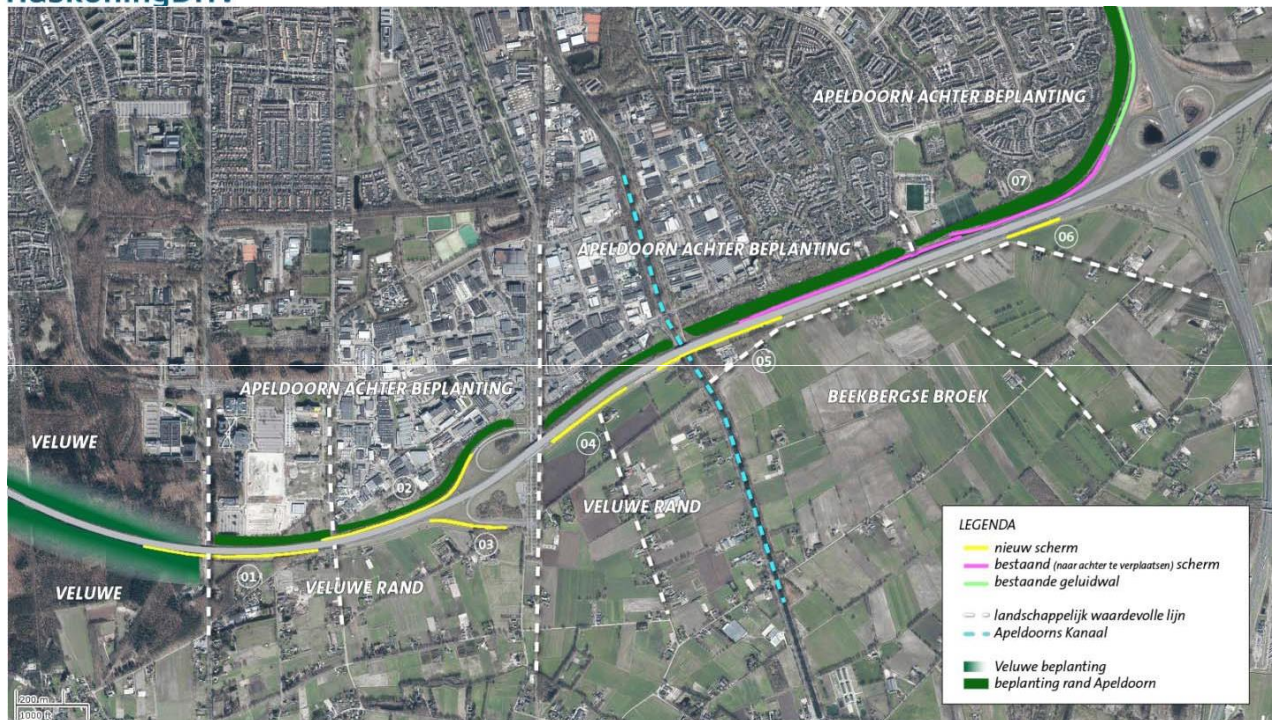 APELDOORN ACHTER BEPLANTING
07
06
APELDOORN ACHTER BEPLANTING
05
BEEKBERGSE BROEK
APELDOORN ACHTER BEPLANTING
VELUWE
04
02
VELUWE RAND
03
01
VELUWE RAND
VELUWE
LEGENDA
nieuw scherm
bestaand (naar achter te verplaatsen) scherm
bestaande geluidwal
landschappelijk waardevolle lijn
Apeldoorns Kanaal
Veluwe beplanting
beplanting rand Apeldoorn
200 m
1000 ft